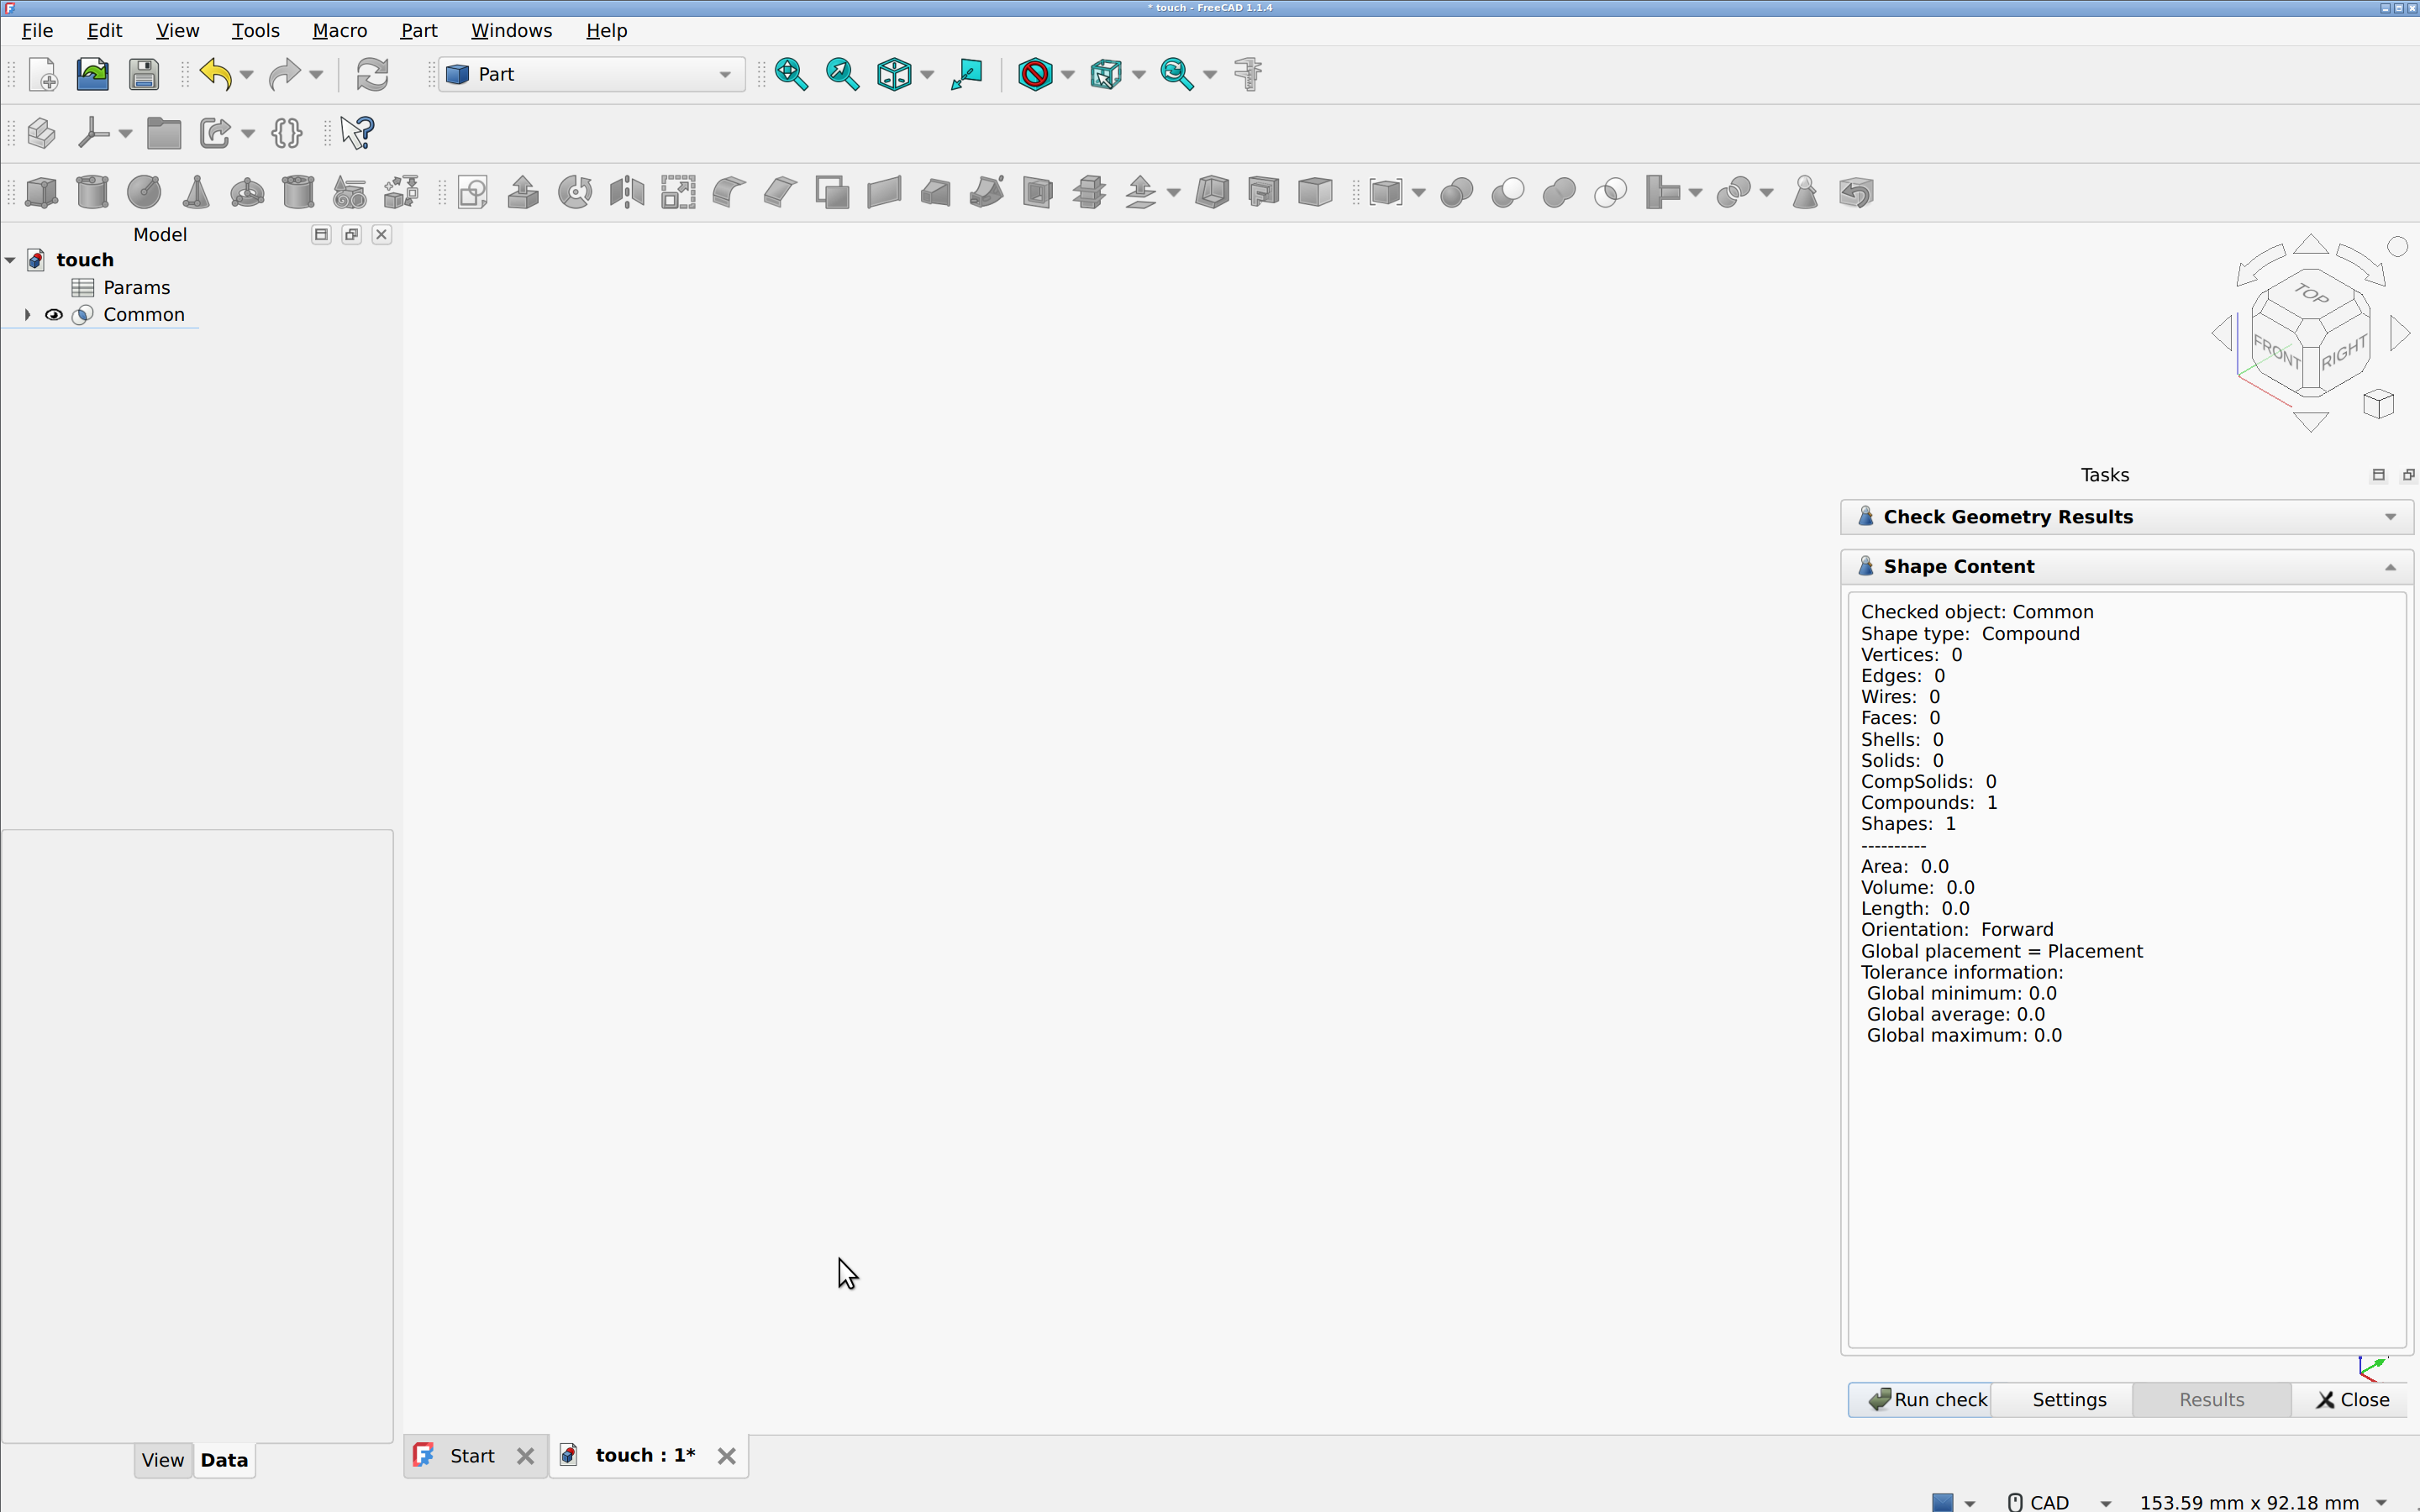 * touch - FreeCAD 1.1.4
File Edit View Tools Macro Part Windows Help
Part
Model
touch
Params
Common
TOP
FRONT
RIGHT
Tasks
Check Geometry Results
Shape Content
Checked object: Common
Shape type: Compound
Vertices: 0
Edges: 0
Wires: 0
Faces: 0
Shells: 0
Solids: 0
CompSolids: 0
Compounds: 1
Shapes: 1
----------
Area: 0.0
Volume: 0.0
Length: 0.0
Orientation: Forward
Global placement = Placement
Tolerance information:
Global minimum: 0.0
Global average: 0.0
Global maximum: 0.0
Run check Settings Results Close
View Data
Start touch : 1*
CAD 153.59 mm x 92.18 mm